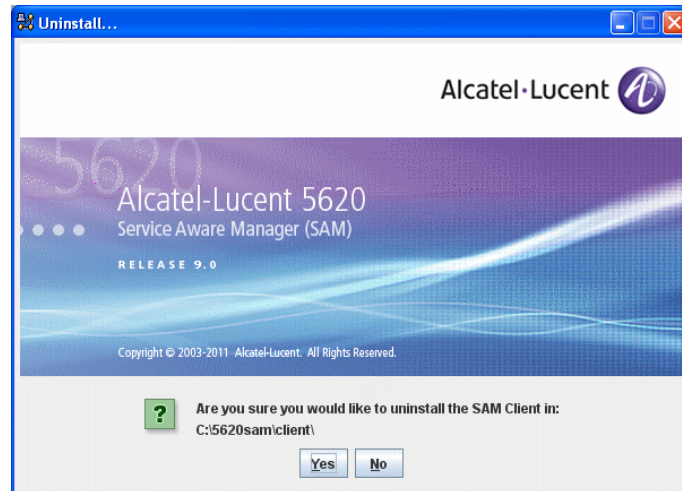 Uninstall...
Alcatel·Lucent
5620
Alcatel-Lucent 5620
Service Aware Manager (SAM)
RELEASE 9.0
Copyright © 2003-2011 Alcatel-Lucent. All Rights Reserved.
?
Are you sure you would like to uninstall the SAM Client in:
C:\5620sam\client\
Yes No